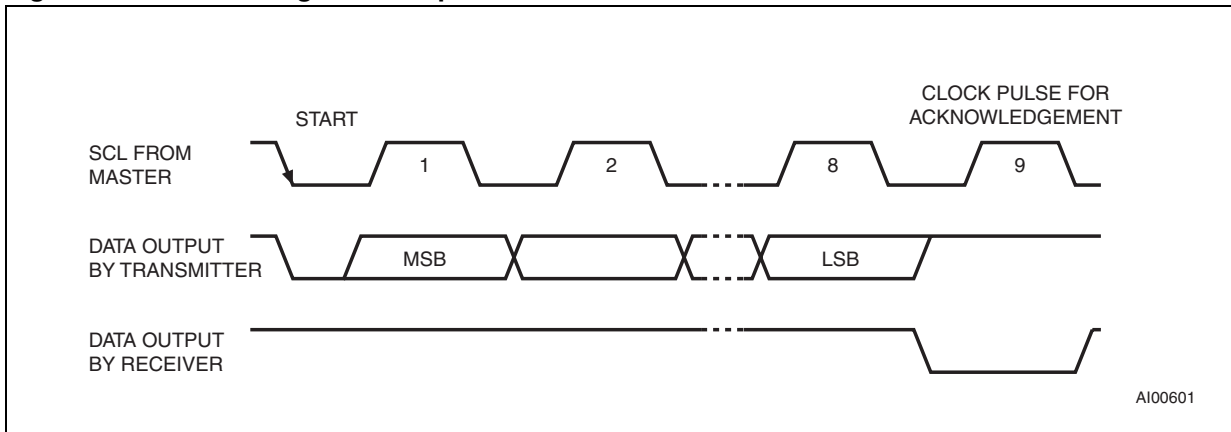 START
CLOCK PULSE FOR
ACKNOWLEDGEMENT
SCL FROM
MASTER
1
2
8
9
DATA OUTPUT
BY TRANSMITTER
MSB
LSB
DATA OUTPUT
BY RECEIVER
AI00601